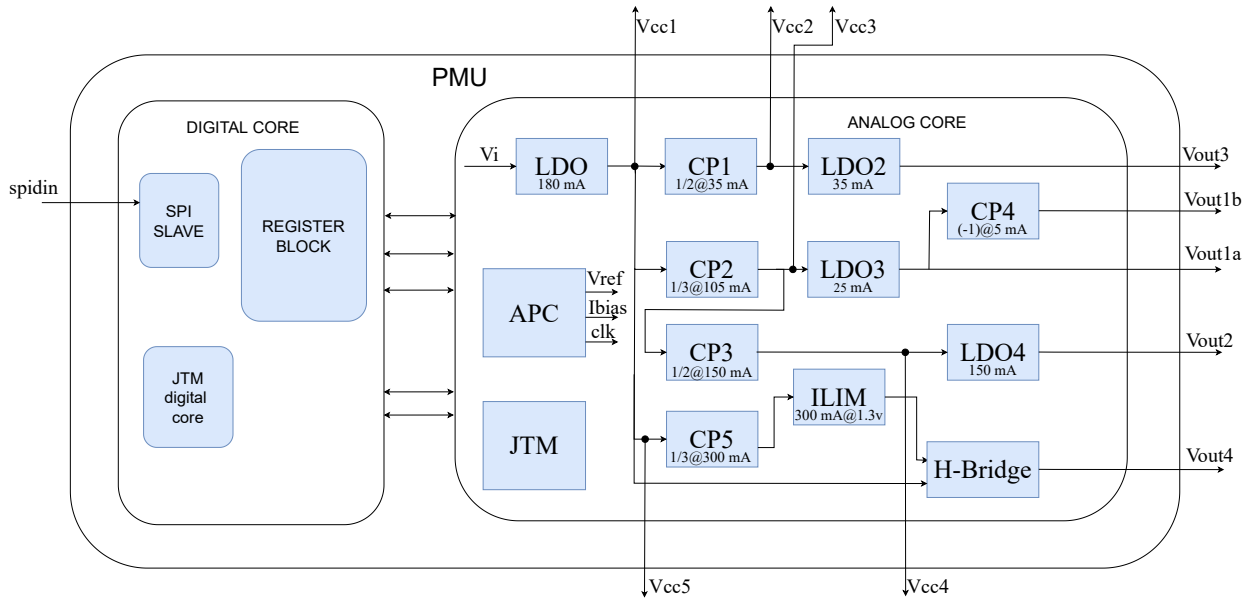 Vcc1
Vcc2
Vcc3
PMU
DIGITAL CORE
ANALOG CORE
spidin
SPI
SLAVE
REGISTER
BLOCK
JTM
digital
core
Vi
LDO
180 mA
CP1
1/2@35 mA
LDO2
35 mA
Vout3
CP4
(-1)@5 mA
Vout1b
CP2
1/3@105 mA
LDO3
25 mA
Vout1a
APC
Vref
Ibias
clk
CP3
1/2@150 mA
LDO4
150 mA
Vout2
ILIM
300 mA@1.3v
JTM
CP5
1/3@300 mA
H-Bridge
Vout4
Vcc5
Vcc4